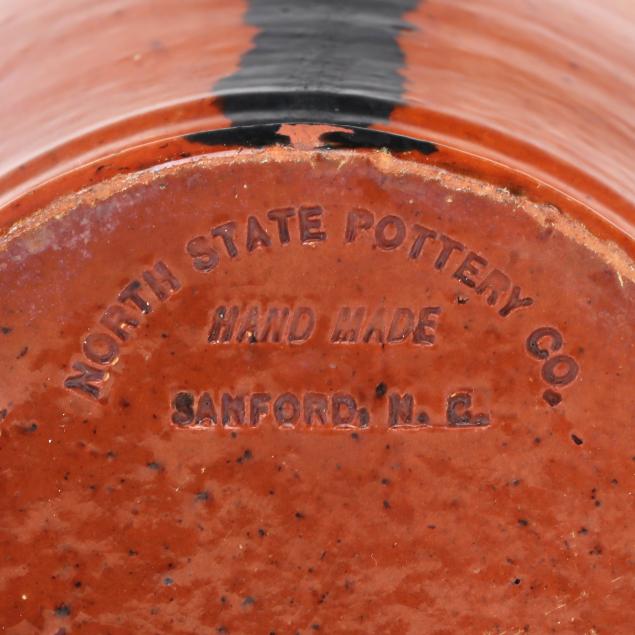 NORTH STATE POTTERY CO.
HAND MADE
SANFORD, N. C.